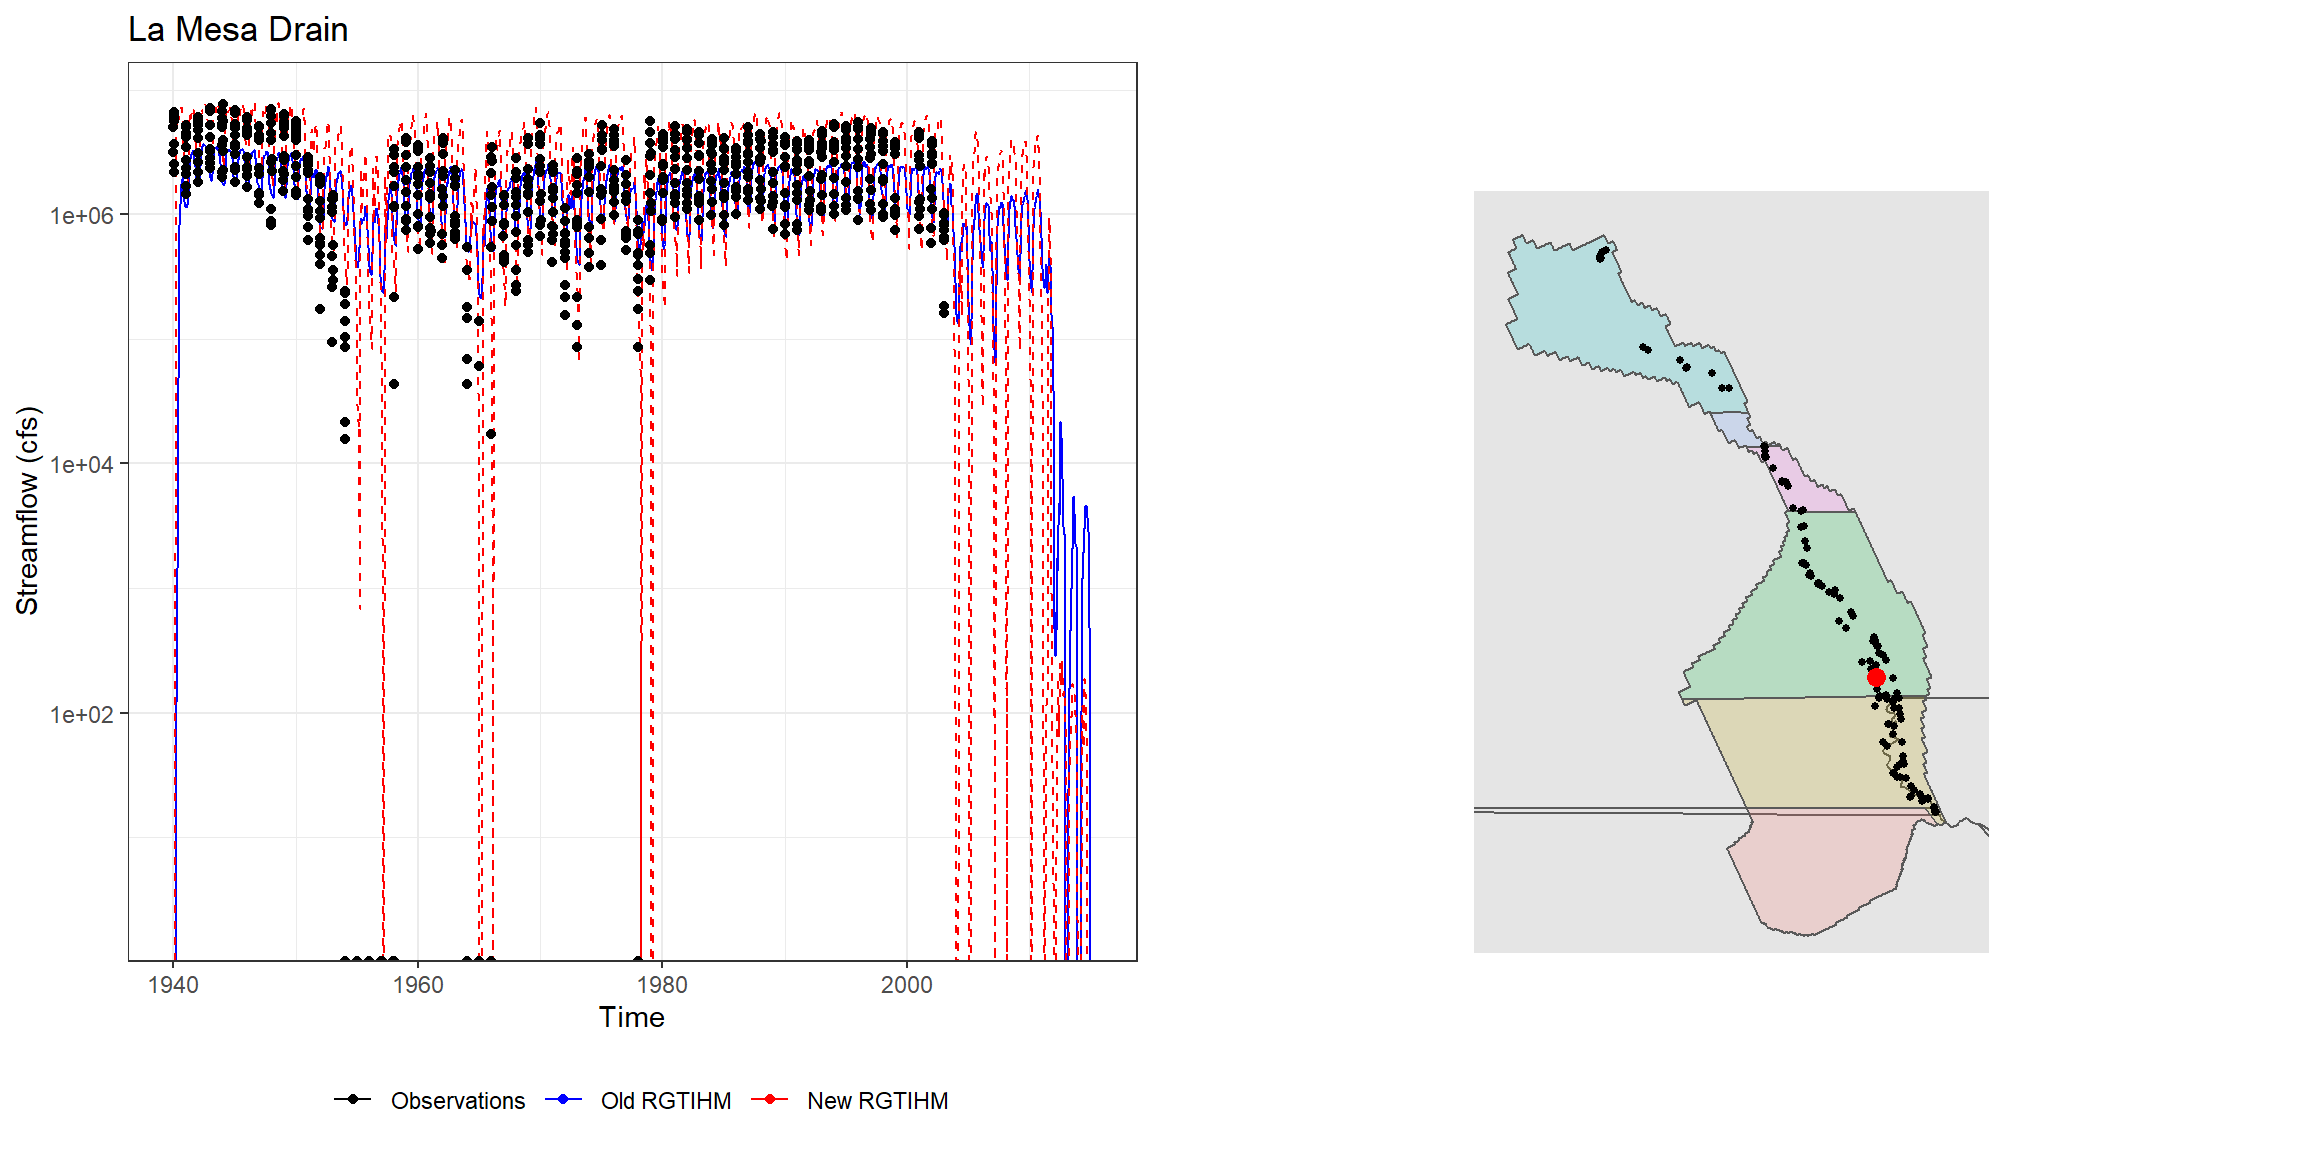 La Mesa Drain
Streamflow (cfs)
1e+06
1e+04
1e+02
1940 1960 1980 2000
Time
Observations Old RGTIHM New RGTIHM